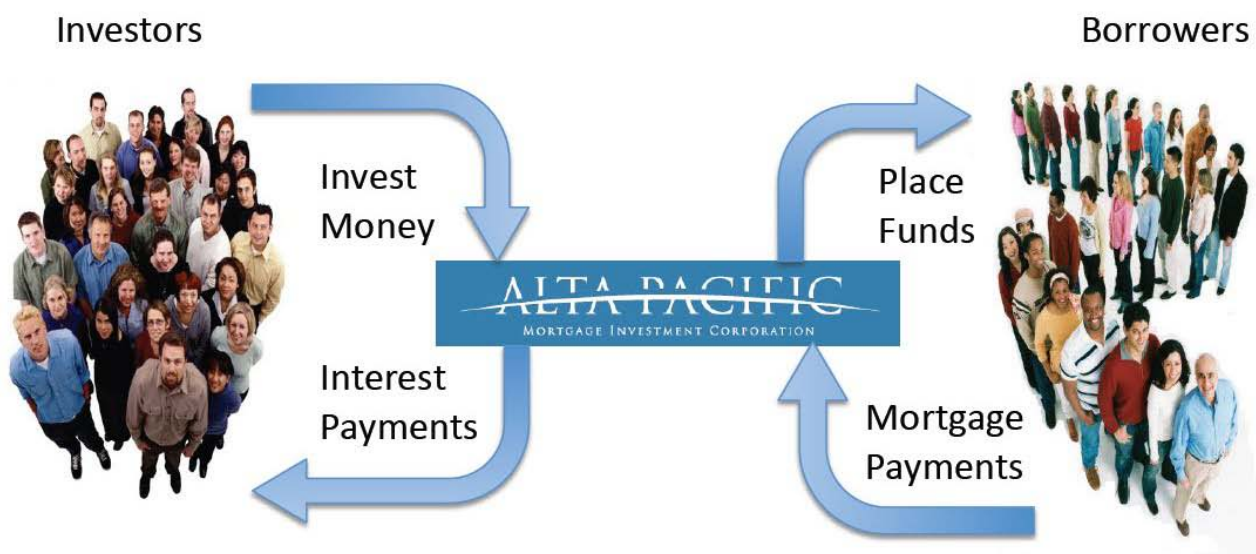 Investors
Borrowers
Invest
Money
Place
Funds
ALTA PACIFIC
MORTGAGE INVESTMENT CORPORATION
Interest
Payments
Mortgage
Payments